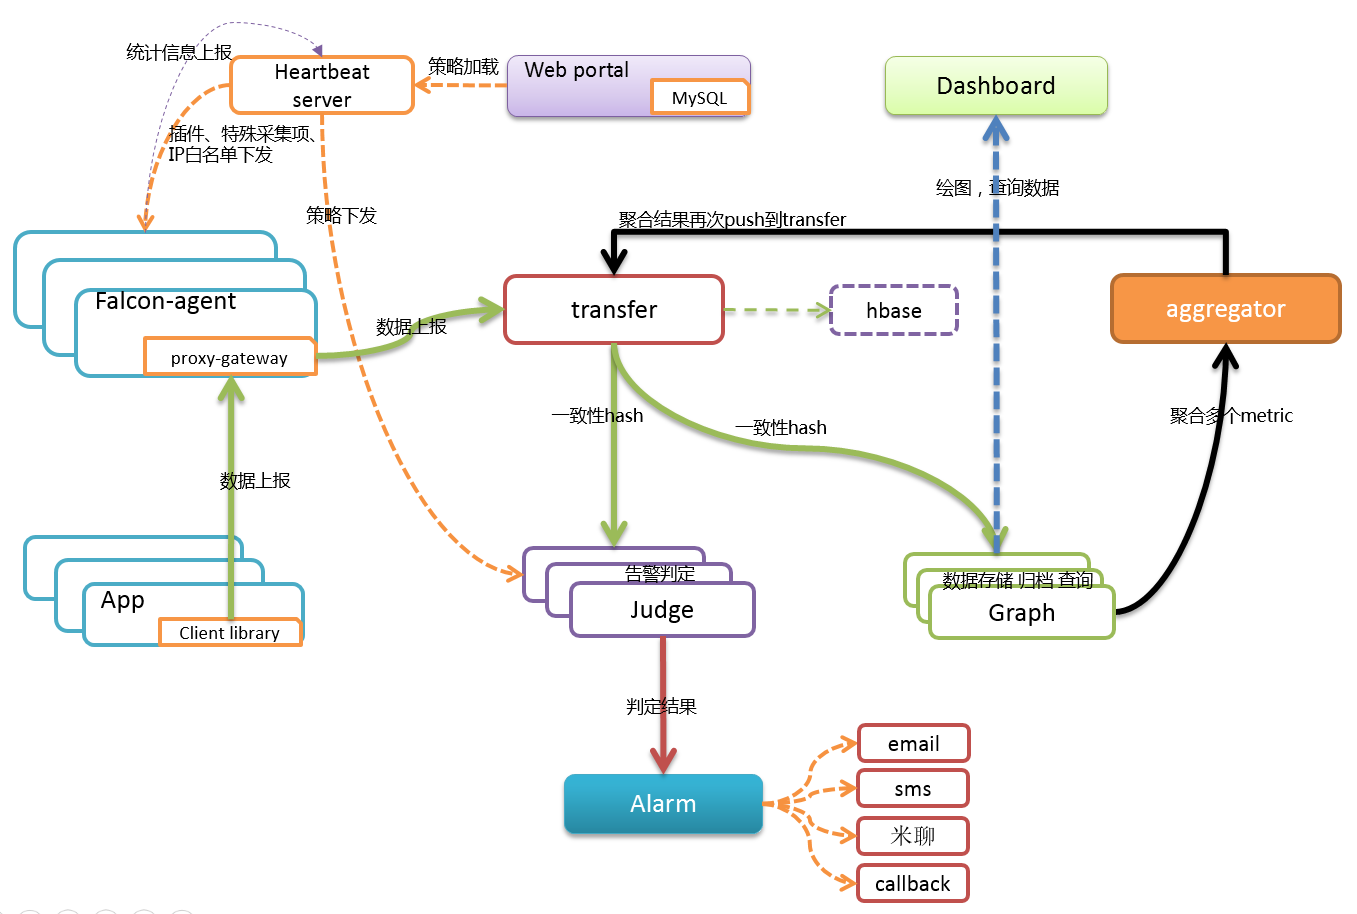 统计信息上报
Heartbeat
server
策略加载
Web portal
MySQL
Dashboard
插件、特殊采集项、
IP白名单下发
策略下发
绘图，查询数据
聚合结果再次push到transfer
Falcon-agent
proxy-gateway
数据上报
transfer
hbase
aggregator
一致性hash
一致性hash
聚合多个metric
数据上报
App
Client library
告警判定
Judge
数据存储 归档 查询
Graph
判定结果
Alarm
email
sms
米聊
callback